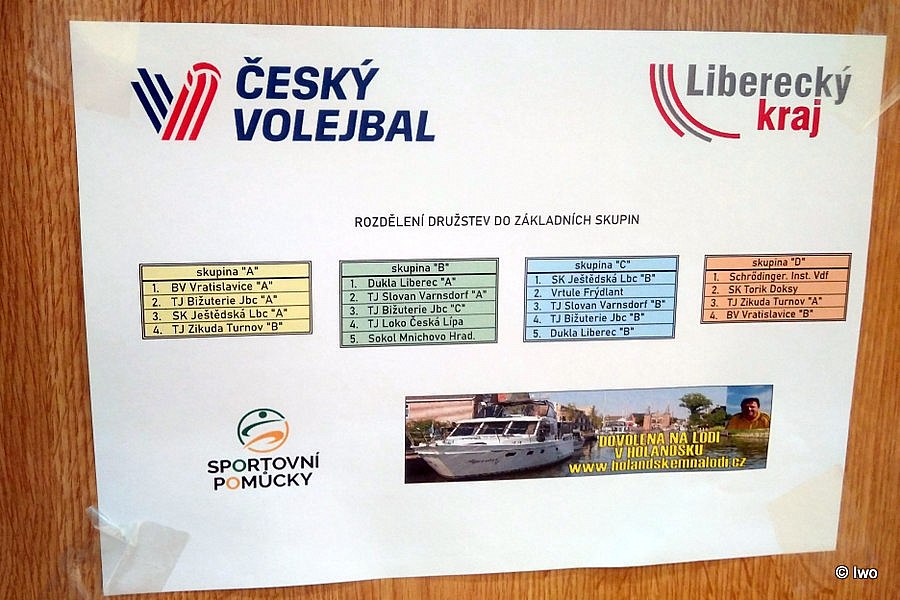 ČESKÝ
VOLEJBAL
Liberecký
kraj
ROZDĚLENÍ DRUŽSTEV DO ZÁKLADNÍCH SKUPIN
skupina "A"
1. BV Vratislavice "A"
2. TJ Bižuterie Jbc "A"
3. SK Ještědská Lbc "A"
4. TJ Zikuda Turnov "B"
skupina "B"
1. Dukla Liberec "A"
2. TJ Slovan Varnsdorf "A"
3. TJ Bižuterie Jbc "C"
4. TJ Loko Česká Lípa
5. Sokol Mnichovo Hrad.
skupina "C"
1. SK Ještědská Lbc "B"
2. Vrtule Frýdlant
3. TJ Slovan Varnsdorf "B"
4. TJ Bižuterie Jbc "B"
5. Dukla Liberec "B"
skupina "D"
1. Schrödinger. Inst. Vdf
2. SK Torik Doksy
3. TJ Zikuda Turnov "A"
4. BV Vratislavice "B"
SPORTOVNÍ
POMŮCKY
DOVOLENÁ NA LODI
V HOLANDSKU
www.holandskemnalodi.cz
© Iwo